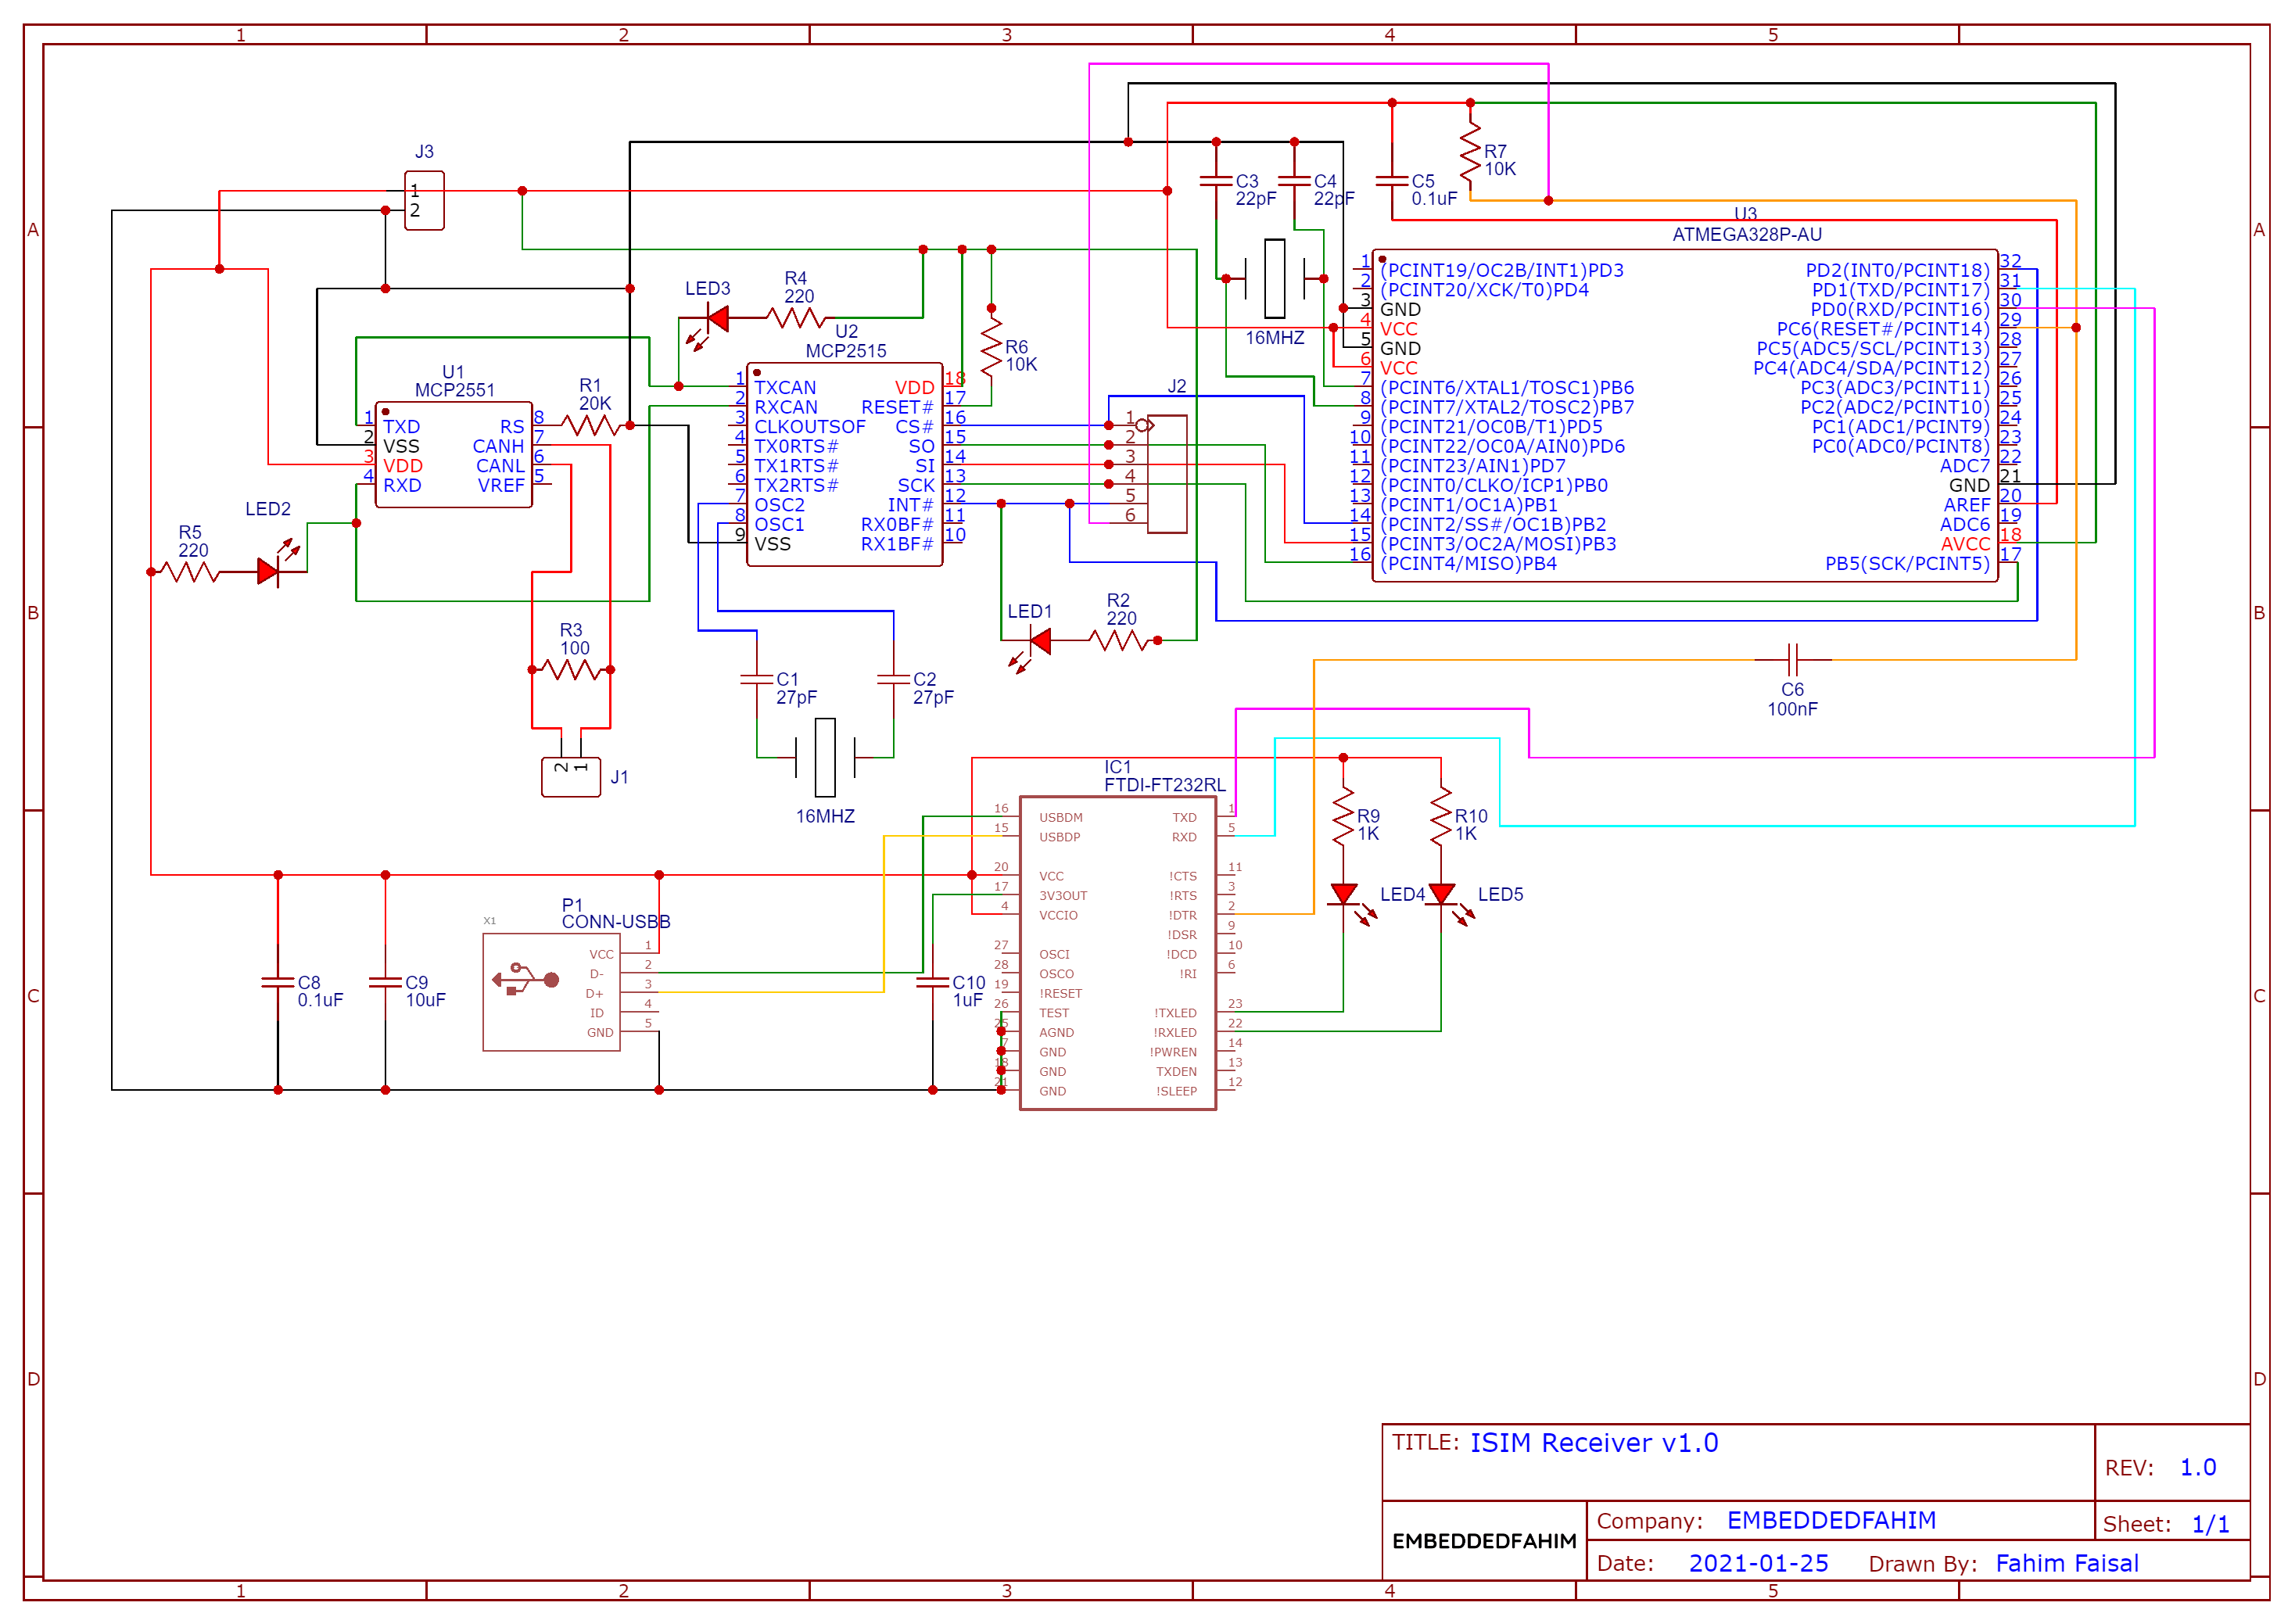 1 2 3 4 5
A
B
C
D
A
B
C
D
J3
1
2
C3
22pF
C4
22pF
C5
0.1uF
R7
10K
16MHZ
U3
ATMEGA328P-AU
1 (PCINT19/OC2B/INT1)PD3
2 (PCINT20/XCK/T0)PD4
3 GND
4 VCC
5 GND
6 VCC
7 (PCINT6/XTAL1/TOSC1)PB6
8 (PCINT7/XTAL2/TOSC2)PB7
9 (PCINT21/OC0B/T1)PD5
10 (PCINT22/OC0A/AIN0)PD6
11 (PCINT23/AIN1)PD7
12 (PCINT0/CLKO/ICP1)PB0
13 (PCINT1/OC1A)PB1
14 (PCINT2/SS#/OC1B)PB2
15 (PCINT3/OC2A/MOSI)PB3
16 (PCINT4/MISO)PB4
PD2(INT0/PCINT18) 32
PD1(TXD/PCINT17) 31
PD0(RXD/PCINT16) 30
PC6(RESET#/PCINT14) 29
PC5(ADC5/SCL/PCINT13) 28
PC4(ADC4/SDA/PCINT12) 27
PC3(ADC3/PCINT11) 26
PC2(ADC2/PCINT10) 25
PC1(ADC1/PCINT9) 24
PC0(ADC0/PCINT8) 23
ADC7 22
GND 21
AREF 20
ADC6 19
AVCC 18
PB5(SCK/PCINT5) 17
LED3
R4
220
U2
MCP2515
1 TXCAN
2 RXCAN
3 CLKOUTSOF
4 TX0RTS#
5 TX1RTS#
6 TX2RTS#
7 OSC2
8 OSC1
9 VSS
VDD 18
RESET# 17
CS# 16
SO 15
SI 14
SCK 13
INT# 12
RX0BF# 11
RX1BF# 10
R6
10K
J2
1
2
3
4
5
6
U1
MCP2551
1 TXD
2 VSS
3 VDD
4 RXD
RS 8
CANH 7
CANL 6
VREF 5
R1
20K
LED2
R5
220
R3
100
2 1
J1
LED1
R2
220
C1
27pF
C2
27pF
16MHZ
C6
100nF
IC1
FTDI-FT232RL
16 USBDM
15 USBDP
20 VCC
17 3V3OUT
4 VCCIO
27 OSCI
28 OSCO
19 !RESET
26 TEST
25 AGND
7 GND
18 GND
21 GND
TXD 1
RXD 5
!CTS 11
!RTS 3
!DTR 2
!DSR 9
!DCD 10
!RI 6
!TXLED 23
!RXLED 22
!PWREN 14
TXDEN 13
!SLEEP 12
R9
1K
R10
1K
LED4
LED5
X1
P1
CONN-USBB
VCC 1
D- 2
D+ 3
ID 4
GND 5
C8
0.1uF
C9
10uF
C10
1uF
TITLE: ISIM Receiver v1.0
REV: 1.0
EMBEDDEDFAHIM
Company: EMBEDDEDFAHIM
Sheet: 1/1
Date: 2021-01-25 Drawn By: Fahim Faisal
1 2 3 4 5